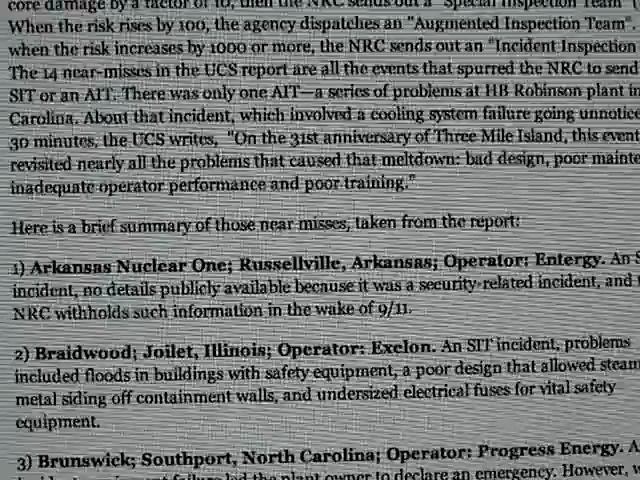 core damage by a factor of 10, then the NRC sends out a "Special Inspection Team"
When the risk rises by 100, the agency dispatches an "Augmented Inspection Team".
when the risk increases by 1000 or more, the NRC sends out an "Incident Inspection
The 14 near-misses in the UCS report are all the events that spurred the NRC to send
SIT or an AIT. There was only one AIT—a series of problems at HB Robinson plant in
Carolina. About that incident, which involved a cooling system failure going unnotice
30 minutes, the UCS writes, "On the 31st anniversary of Three Mile Island, this event
revisited nearly all the problems that caused that meltdown: bad design, poor mainte
inadequate operator performance and poor training."
Here is a brief summary of those near misses, taken from the report:
1) Arkansas Nuclear One; Russellville, Arkansas; Operator: Entergy. An S
incident, no details publicly available because it was a security-related incident, and
NRC withholds such information in the wake of 9/11.
2) Braidwood; Joilet, Illinois; Operator: Exelon. An SIT incident, problems
included floods in buildings with safety equipment, a poor design that allowed steam
metal siding off containment walls, and undersized electrical fuses for vital safety
equipment.
3) Brunswick; Southport, North Carolina; Operator: Progress Energy. A
failure led the plant owner to declare an emergency. However, w